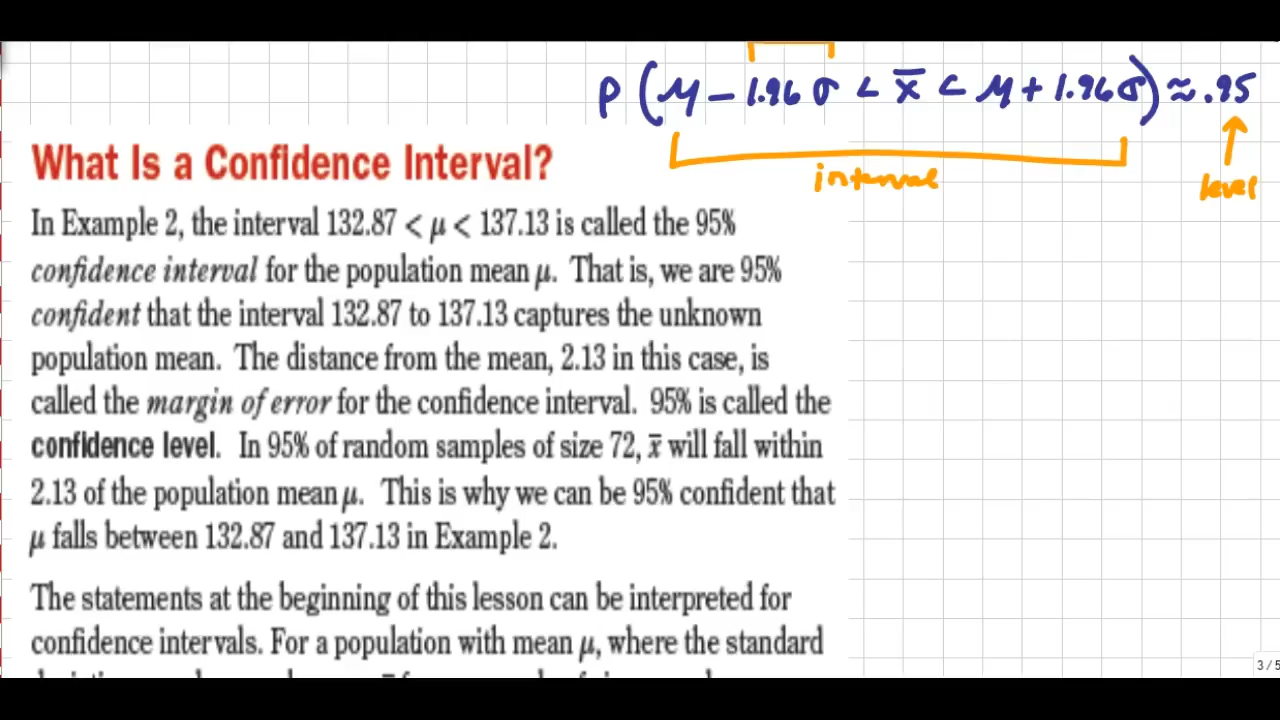 P (μ − 1.96 σ < x̄ < μ + 1.96 σ) ≈ .95
interval
level
What Is a Confidence Interval?
In Example 2, the interval 132.87 < μ < 137.13 is called the 95%
confidence interval for the population mean μ. That is, we are 95%
confident that the interval 132.87 to 137.13 captures the unknown
population mean. The distance from the mean, 2.13 in this case, is
called the margin of error for the confidence interval. 95% is called the
confidence level. In 95% of random samples of size 72, x̄ will fall within
2.13 of the population mean μ. This is why we can be 95% confident that
μ falls between 132.87 and 137.13 in Example 2.
The statements at the beginning of this lesson can be interpreted for
confidence intervals. For a population with mean μ, where the standard
3/5